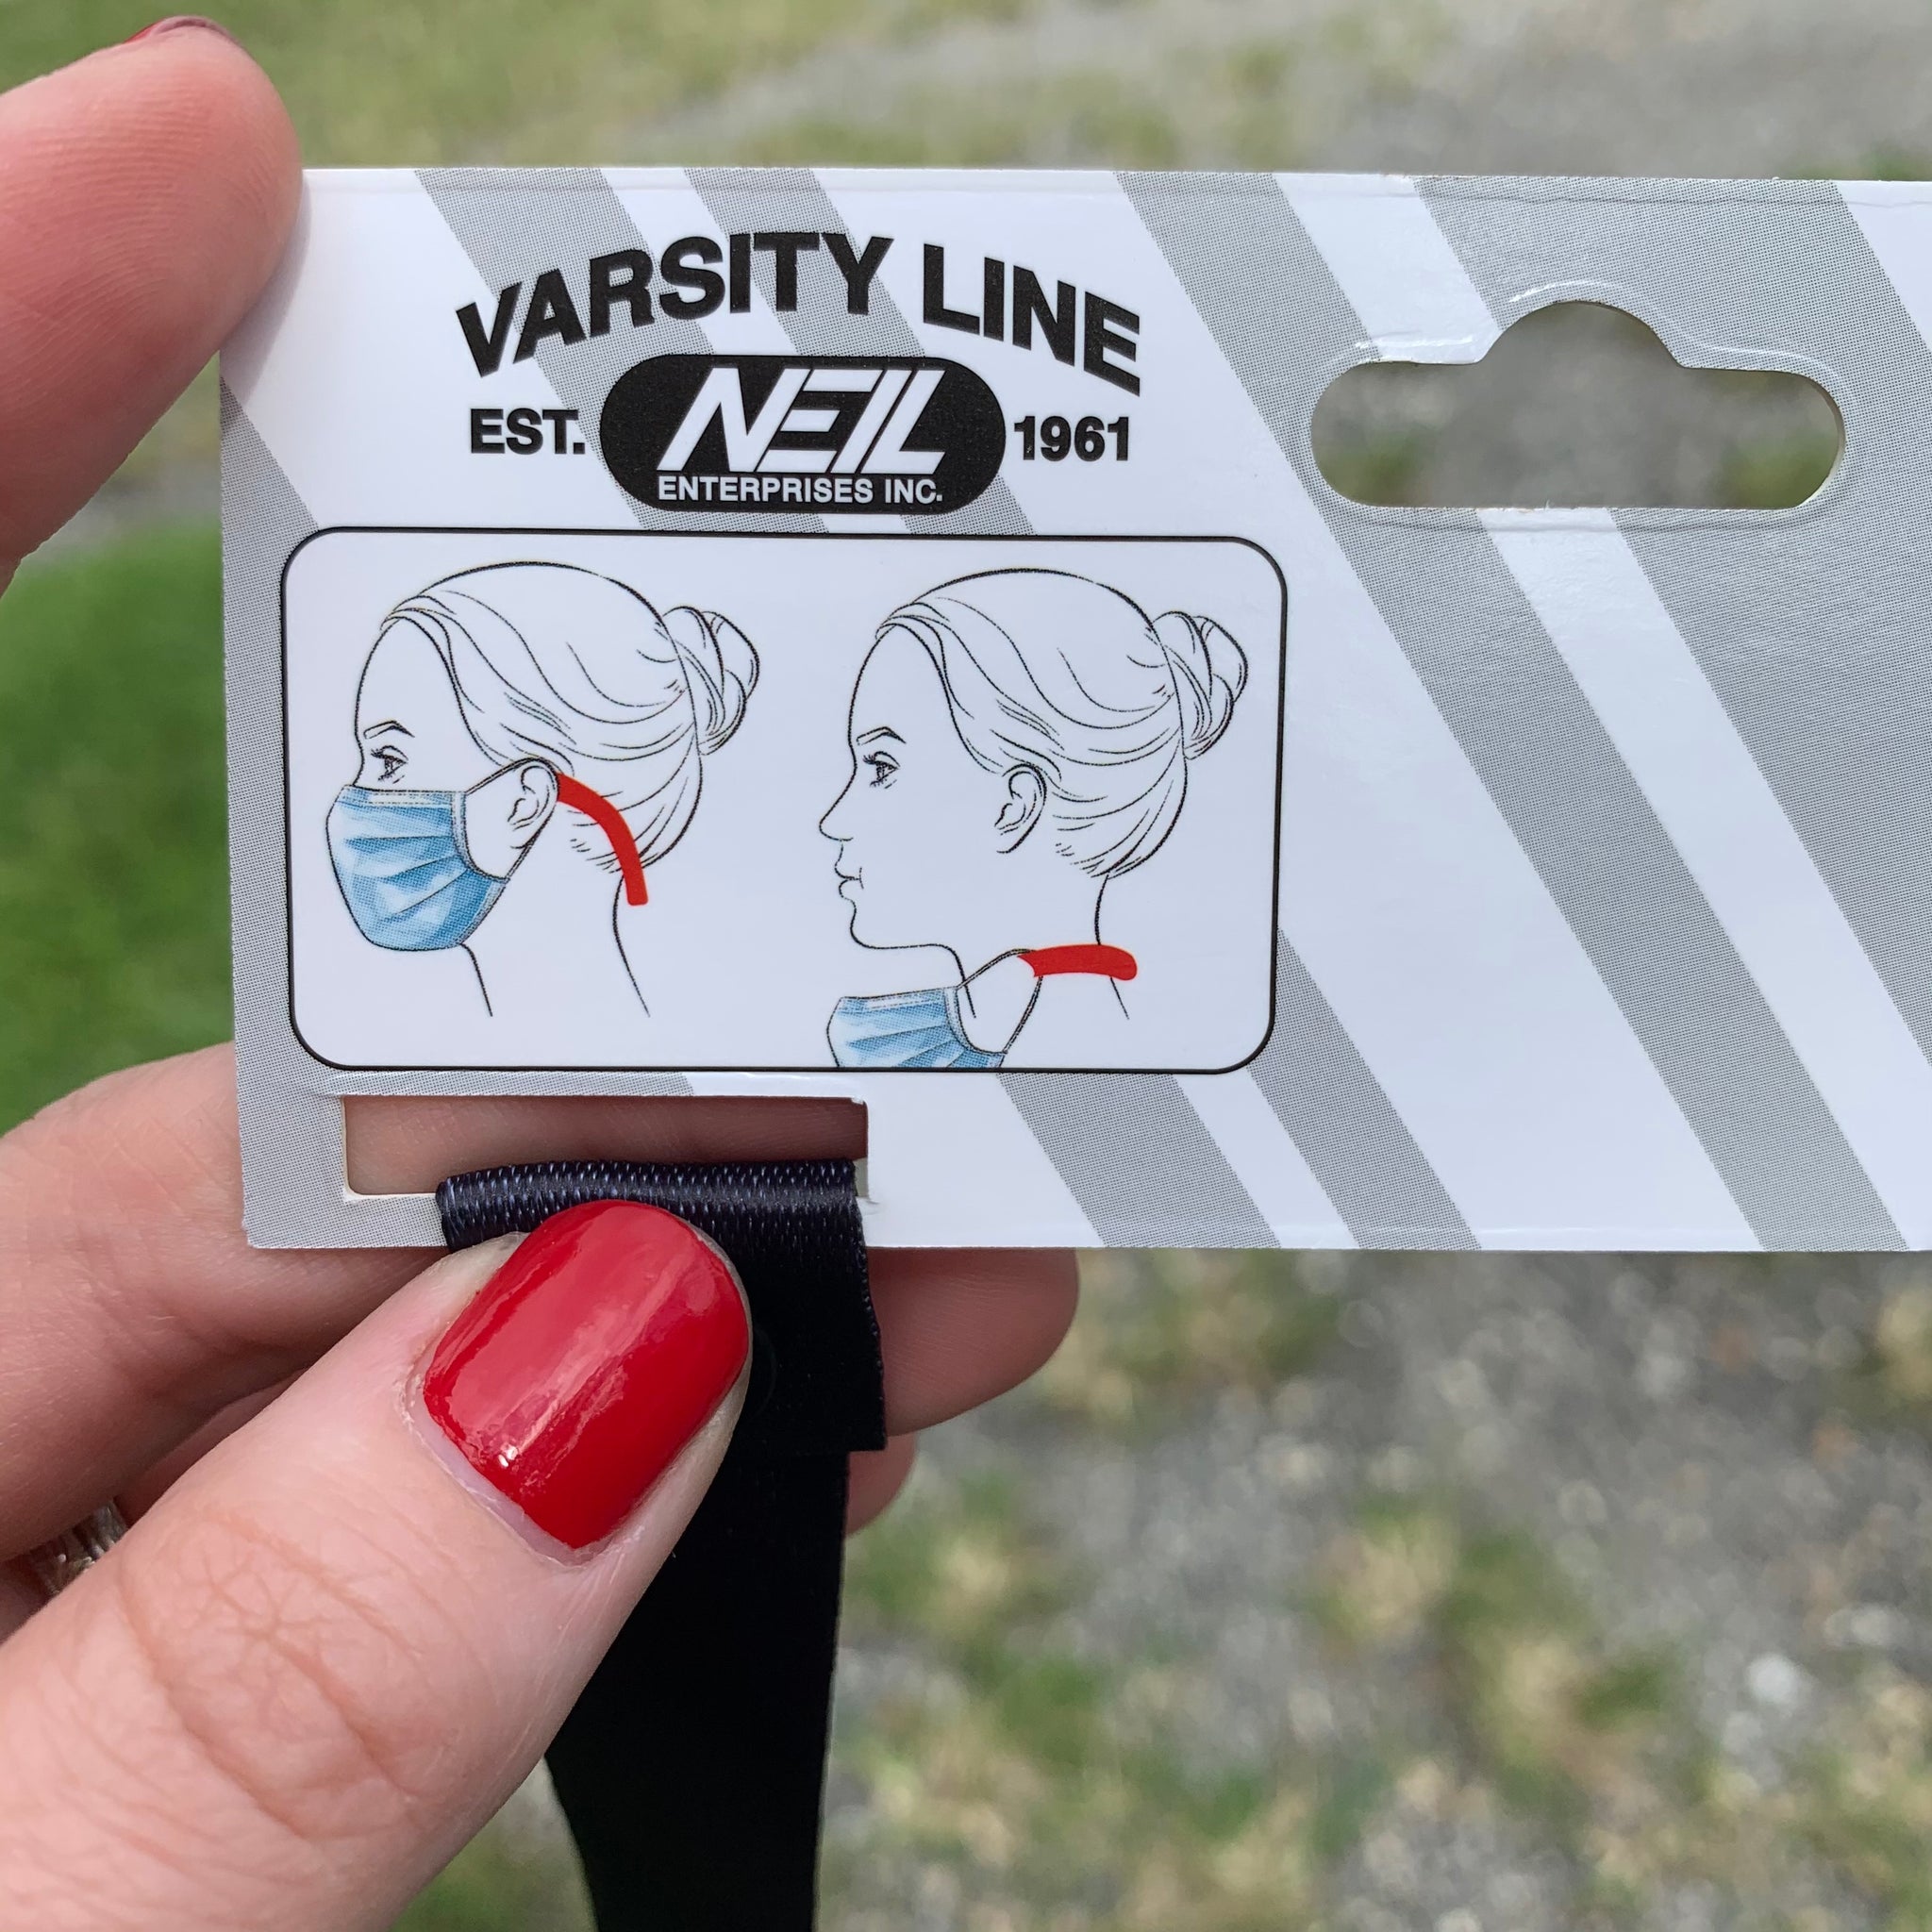 VARSITY LINE
EST. NEIL 1961
ENTERPRISES INC.